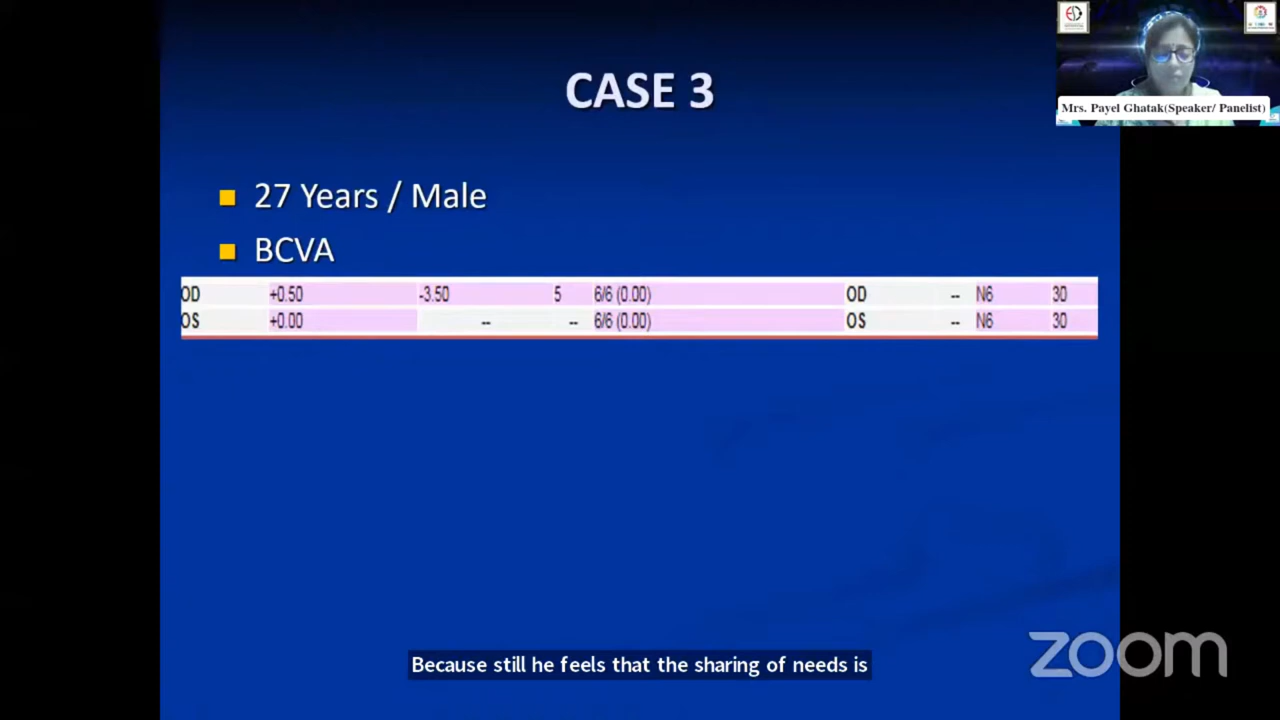 CASE 3
Mrs. Payel Ghatak(Speaker/ Panelist)
27 Years / Male
BCVA
OD +0.50 -3.50 5 6/6 (0.00) OD -- N6 30
OS +0.00 -- -- 6/6 (0.00) OS -- N6 30
zoom
Because still he feels that the sharing of needs is